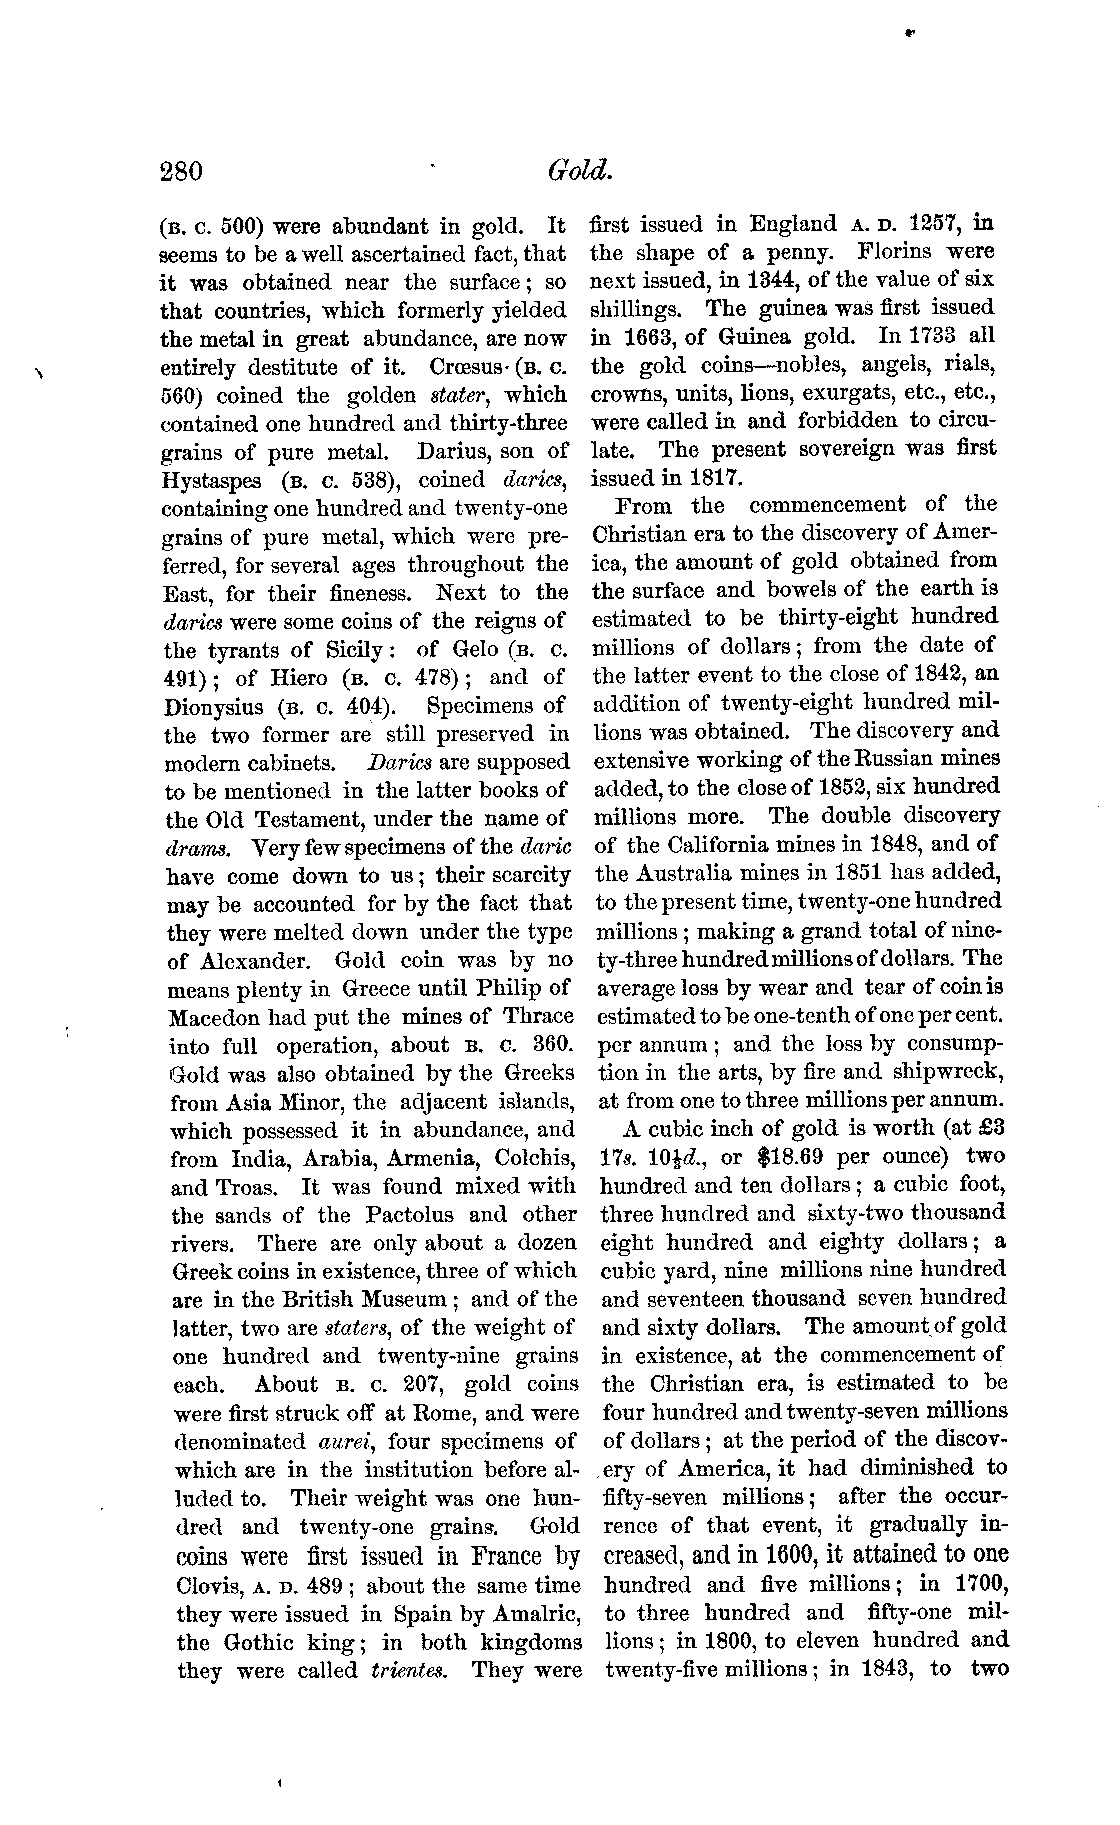 280
Gold.
(B. C. 500) were abundant in gold. It
seems to be a well ascertained fact, that
it was obtained near the surface; so
that countries, which formerly yielded
the metal in great abundance, are now
entirely destitute of it. Crœsus (B. C.
560) coined the golden stater, which
contained one hundred and thirty-three
grains of pure metal. Darius, son of
Hystaspes (B. C. 538), coined darics,
containing one hundred and twenty-one
grains of pure metal, which were pre-
ferred, for several ages throughout the
East, for their fineness. Next to the
darics were some coins of the reigns of
the tyrants of Sicily: of Gelo (B. C.
491); of Hiero (B. C. 478); and of
Dionysius (B. C. 404). Specimens of
the two former are still preserved in
modern cabinets. Darics are supposed
to be mentioned in the latter books of
the Old Testament, under the name of
drams. Very few specimens of the daric
have come down to us; their scarcity
may be accounted for by the fact that
they were melted down under the type
of Alexander. Gold coin was by no
means plenty in Greece until Philip of
Macedon had put the mines of Thrace
into full operation, about B. C. 360.
Gold was also obtained by the Greeks
from Asia Minor, the adjacent islands,
which possessed it in abundance, and
from India, Arabia, Armenia, Colchis,
and Troas. It was found mixed with
the sands of the Pactolus and other
rivers. There are only about a dozen
Greek coins in existence, three of which
are in the British Museum; and of the
latter, two are staters, of the weight of
one hundred and twenty-nine grains
each. About B. C. 207, gold coins
were first struck off at Rome, and were
denominated aurei, four specimens of
which are in the institution before al-
luded to. Their weight was one hun-
dred and twenty-one grains. Gold
coins were first issued in France by
Clovis, A. D. 489; about the same time
they were issued in Spain by Amalric,
the Gothic king; in both kingdoms
they were called trientes. They were
first issued in England A. D. 1257, in
the shape of a penny. Florins were
next issued, in 1344, of the value of six
shillings. The guinea was first issued
in 1663, of Guinea gold. In 1733 all
the gold coins—nobles, angels, rials,
crowns, units, lions, exurgats, etc., etc.,
were called in and forbidden to circu-
late. The present sovereign was first
issued in 1817.
From the commencement of the
Christian era to the discovery of Amer-
ica, the amount of gold obtained from
the surface and bowels of the earth is
estimated to be thirty-eight hundred
millions of dollars; from the date of
the latter event to the close of 1842, an
addition of twenty-eight hundred mil-
lions was obtained. The discovery and
extensive working of the Russian mines
added, to the close of 1852, six hundred
millions more. The double discovery
of the California mines in 1848, and of
the Australia mines in 1851 has added,
to the present time, twenty-one hundred
millions; making a grand total of nine-
ty-three hundred millions of dollars. The
average loss by wear and tear of coin is
estimated to be one-tenth of one per cent.
per annum; and the loss by consump-
tion in the arts, by fire and shipwreck,
at from one to three millions per annum.
A cubic inch of gold is worth (at £3
17s. 10½d., or $18.69 per ounce) two
hundred and ten dollars; a cubic foot,
three hundred and sixty-two thousand
eight hundred and eighty dollars; a
cubic yard, nine millions nine hundred
and seventeen thousand seven hundred
and sixty dollars. The amount of gold
in existence, at the commencement of
the Christian era, is estimated to be
four hundred and twenty-seven millions
of dollars; at the period of the discov-
ery of America, it had diminished to
fifty-seven millions; after the occur-
rence of that event, it gradually in-
creased, and in 1600, it attained to one
hundred and five millions; in 1700,
to three hundred and fifty-one mil-
lions; in 1800, to eleven hundred and
twenty-five millions; in 1843, to two